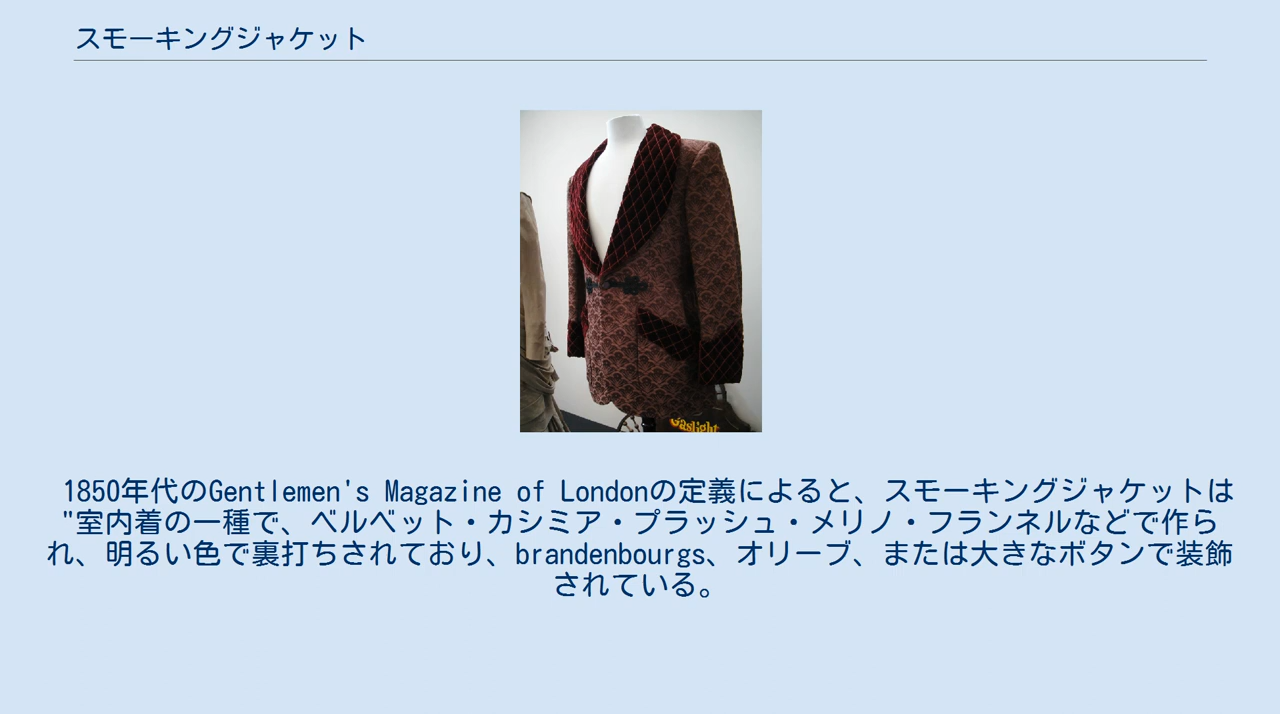 スモーキングジャケット
Gaslight
1850年代のGentlemen's Magazine of Londonの定義によると、スモーキングジャケットは
"室内着の一種で、ベルベット・カシミア・プラッシュ・メリノ・フランネルなどで作ら
れ、明るい色で裏打ちされており、brandenbourgs、オリーブ、または大きなボタンで装飾
されている。